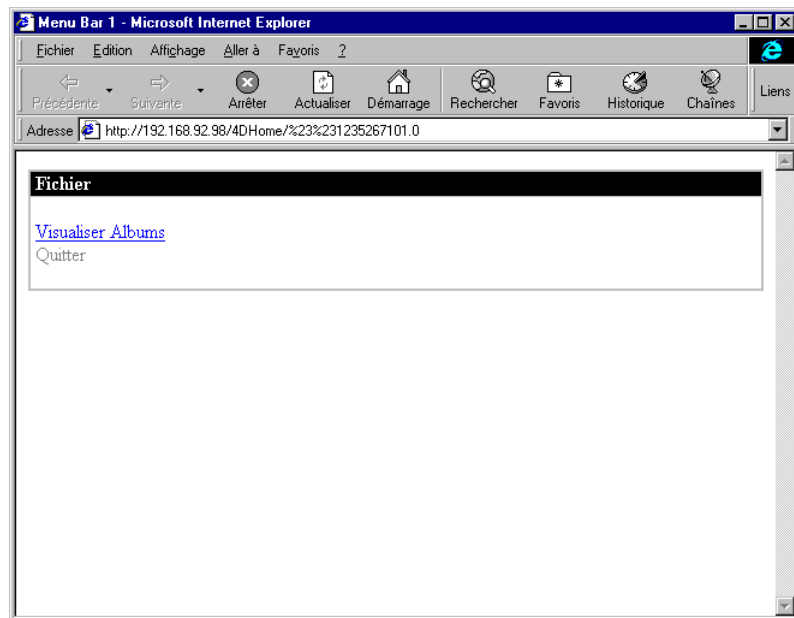 Menu Bar 1 - Microsoft Internet Explorer
Fichier Edition Affichage Aller à Favoris ?
Précédente Suivante Arrêter Actualiser Démarrage Rechercher Favoris Historique Chaînes Liens
Adresse http://192.168.92.98/4DHome/%23%231235267101.0
Fichier
Visualiser Albums
Quitter